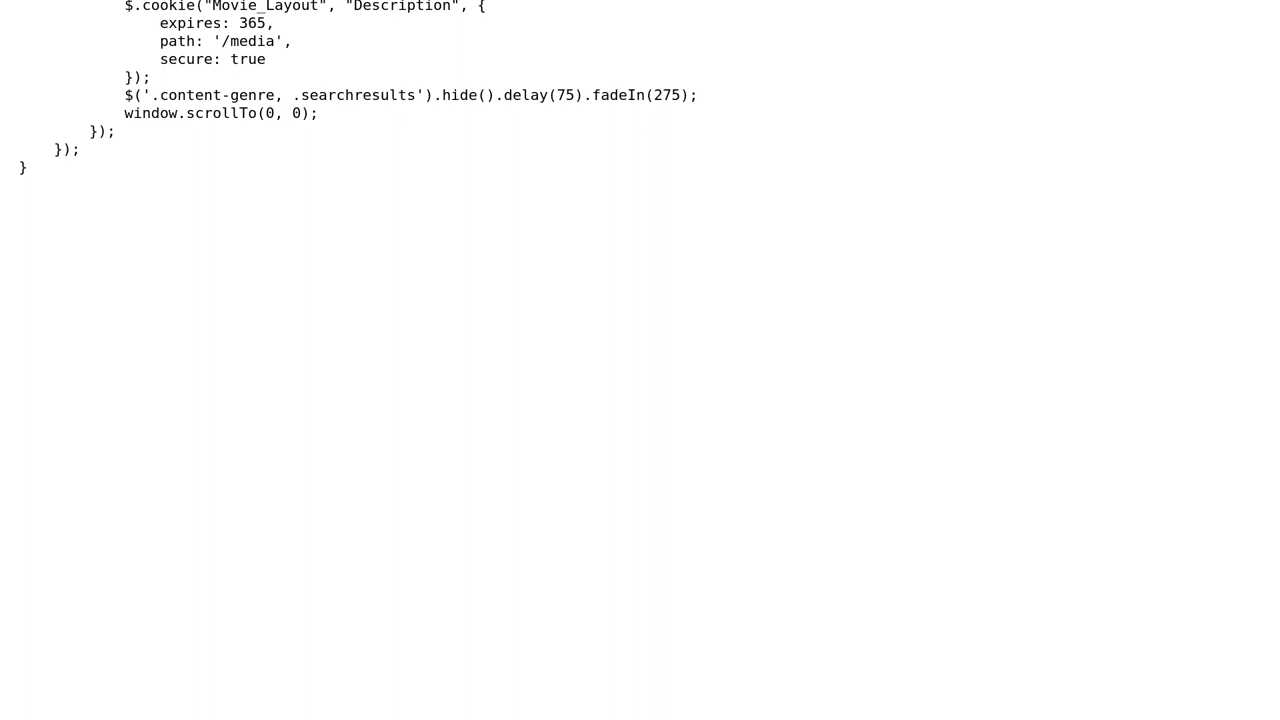 $.cookie("Movie_Layout", "Description", {
expires: 365,
path: '/media',
secure: true
});
$('.content-genre, .searchresults').hide().delay(75).fadeIn(275);
window.scrollTo(0, 0);
});
});
}